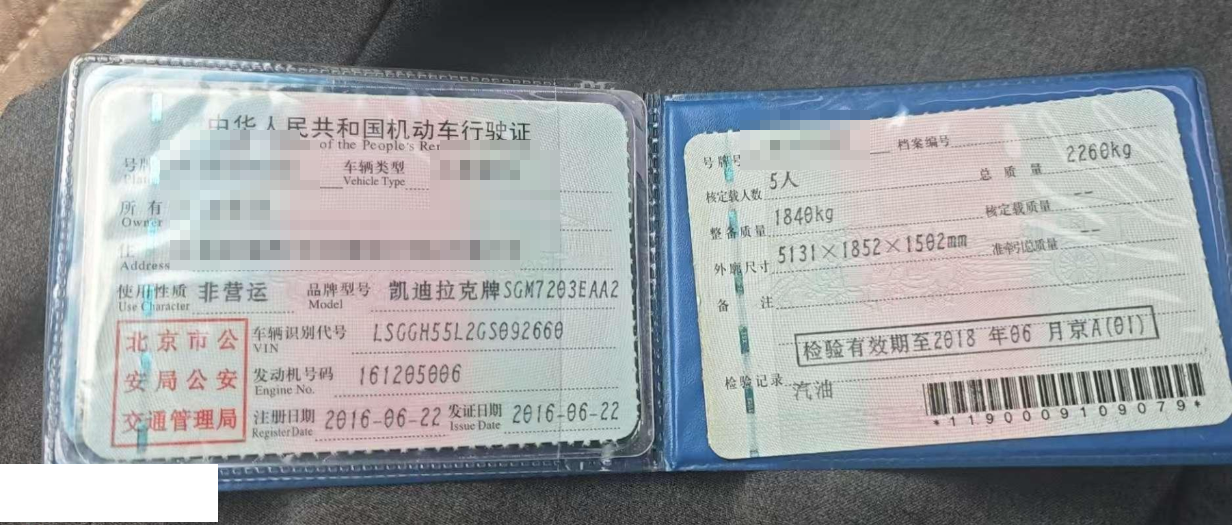 中华人民共和国机动车行驶证
of the People's Re
号牌
车辆类型
Vehicle Type
所有
Owner
住
Address
使用性质 非营运 品牌型号 凯迪拉克牌SGM7203EAA2
Use Character Model
北京市公
安局公安
交通管理局
车辆识别代号 LSGGH55L2GS092660
VIN
发动机号码 161205006
Engine No.
注册日期 2016-06-22 发证日期 2016-06-22
Register Date Issue Date
号牌号 档案编号
核定载人数 5人 总质量 2260kg
整备质量 1840kg 核定载质量 --
外廓尺寸 5131×1852×1502mm 准牵引总质量 --
备注
检验有效期至2018 年06 月京A(01)
检验记录 汽油
*1190009109079*